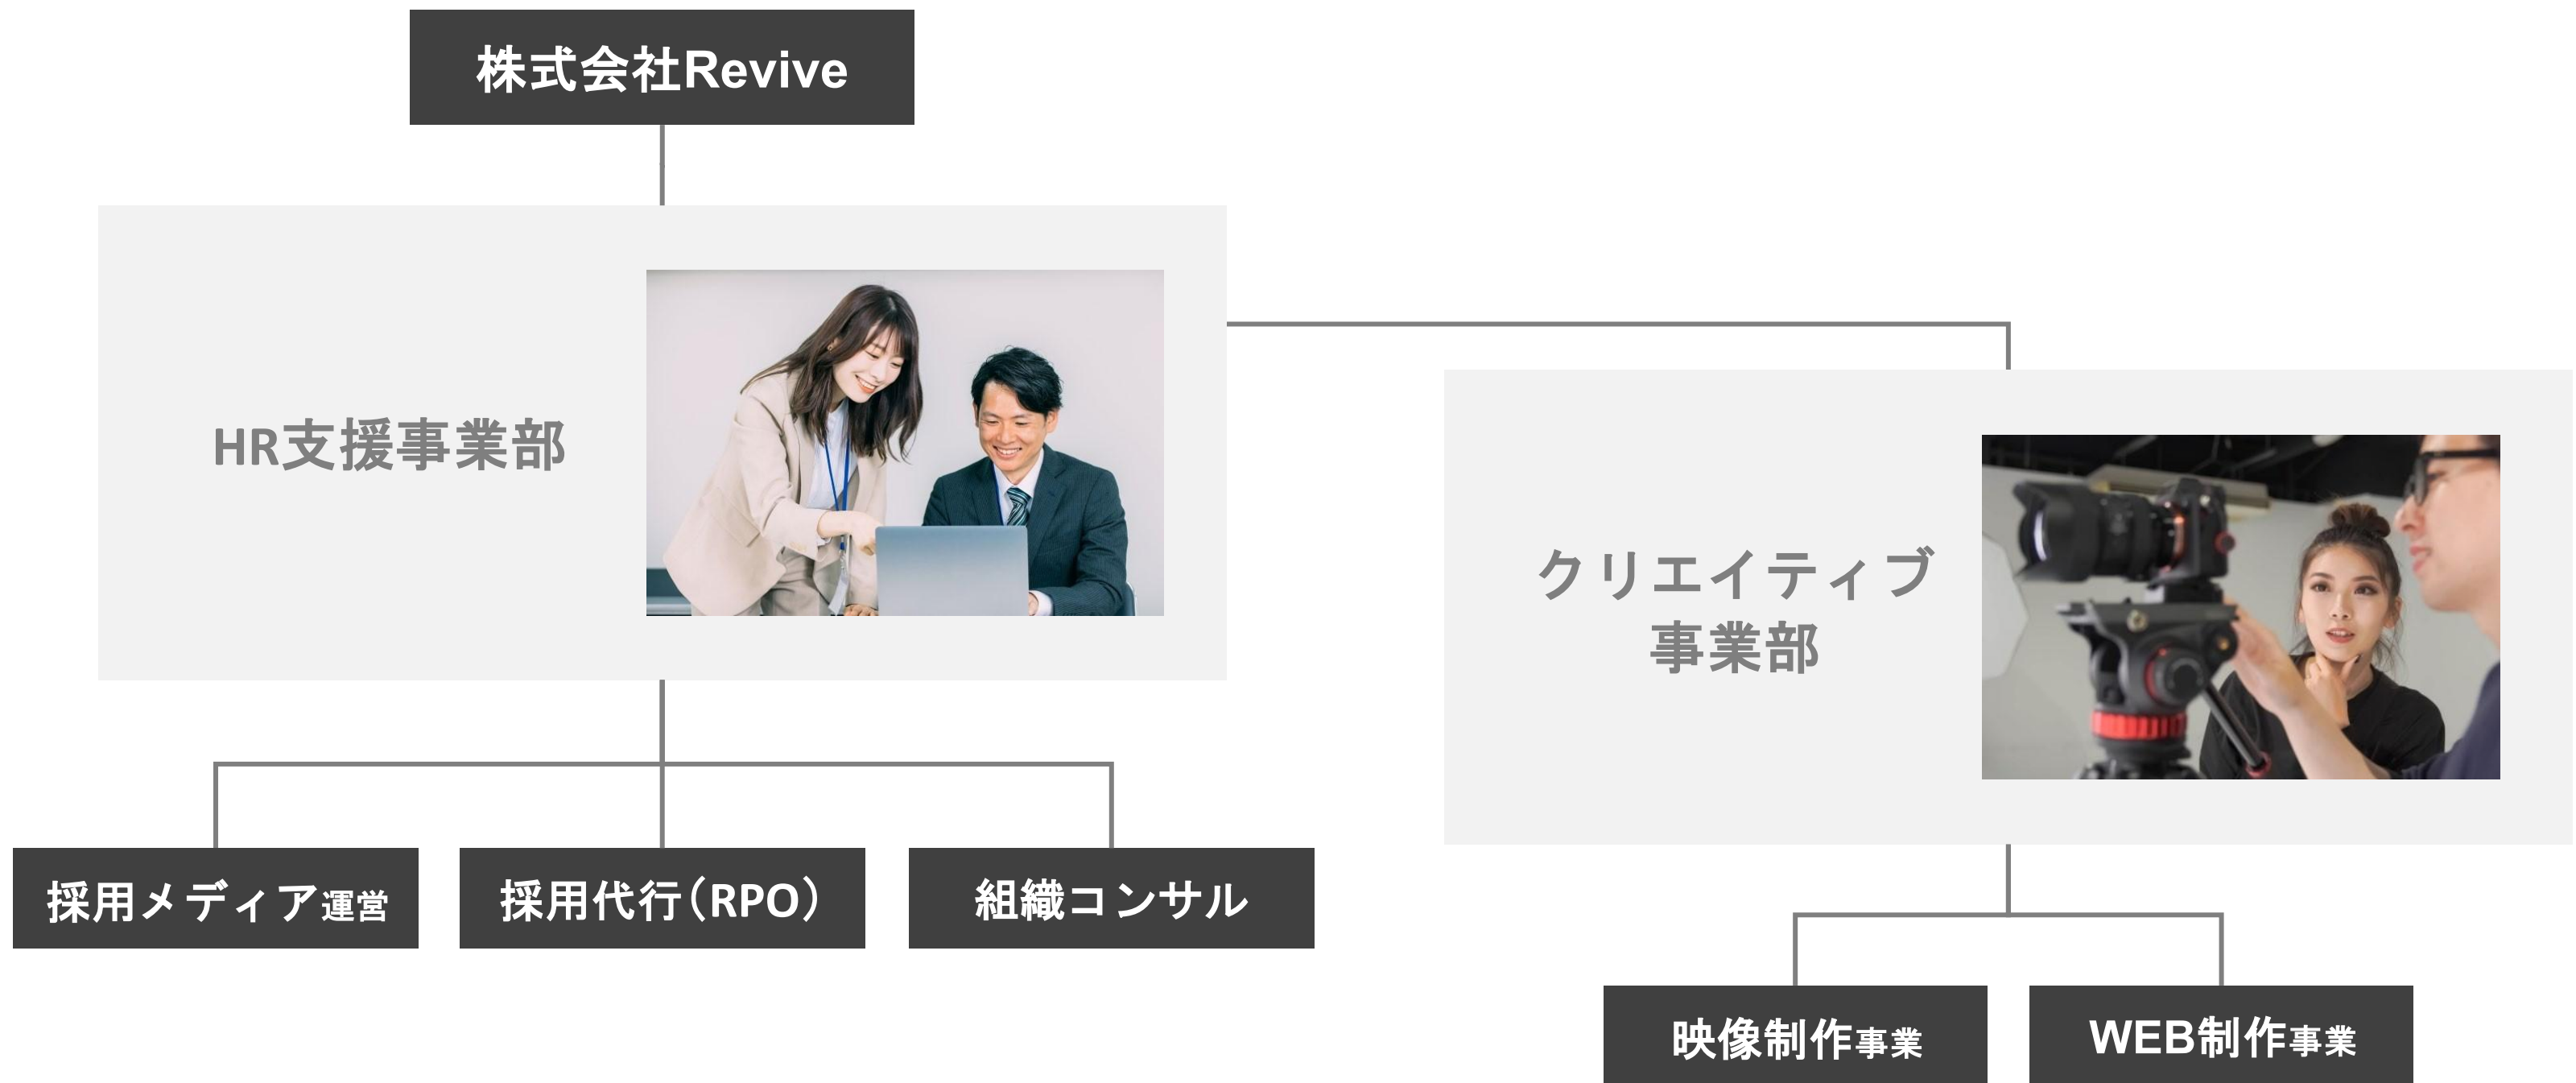 株式会社Revive
HR支援事業部
クリエイティブ
事業部
採用メディア運営
採用代行（RPO）
組織コンサル
映像制作事業
WEB制作事業